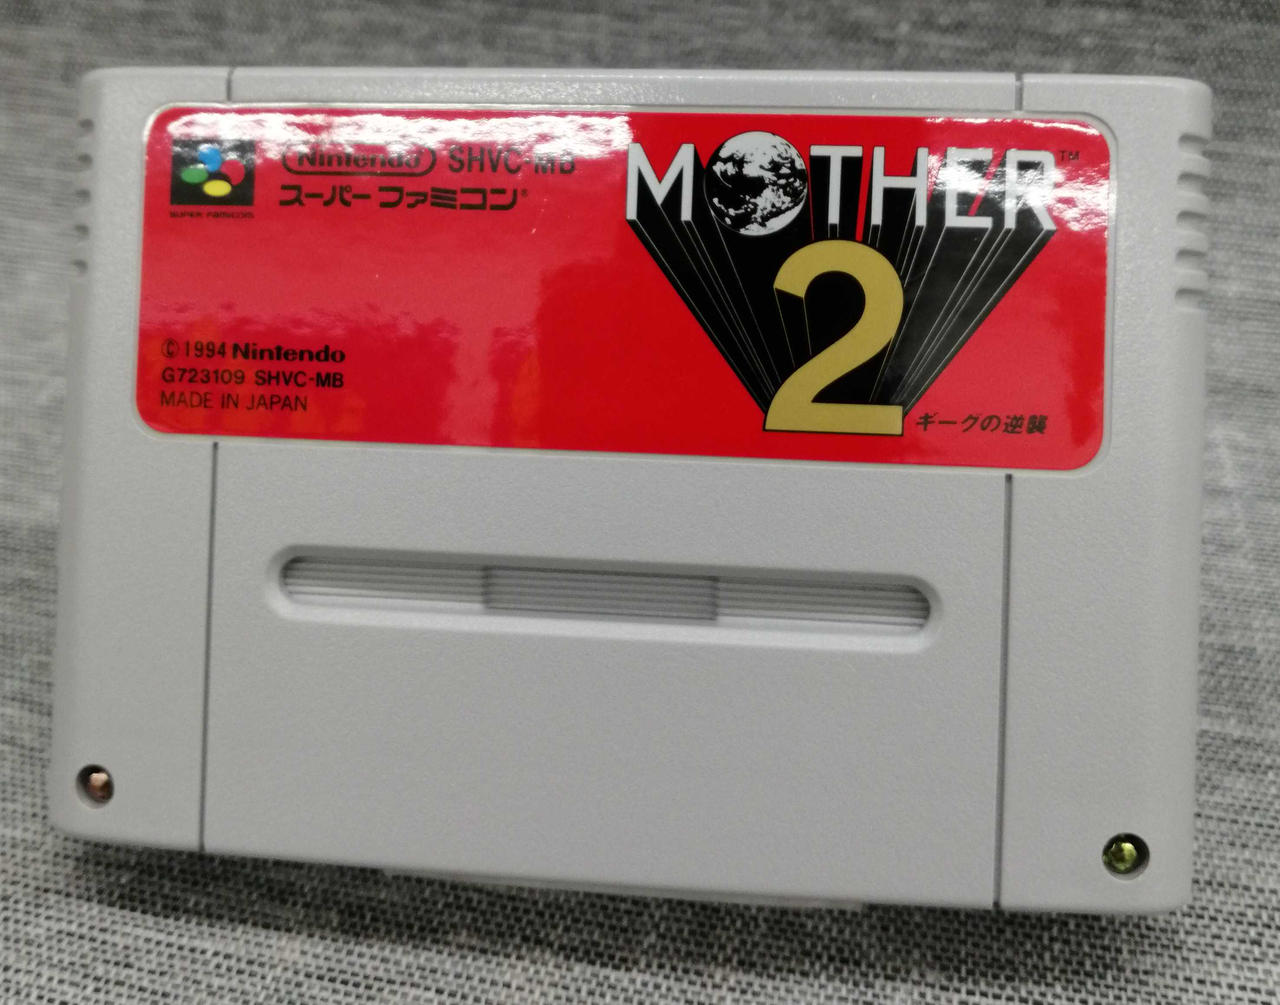 Nintendo SHVC-MB
スーパーファミコン®
SUPER FAMICOM
MOTHER™
2
ギーグの逆襲
© 1994 Nintendo
G723109 SHVC-MB
MADE IN JAPAN